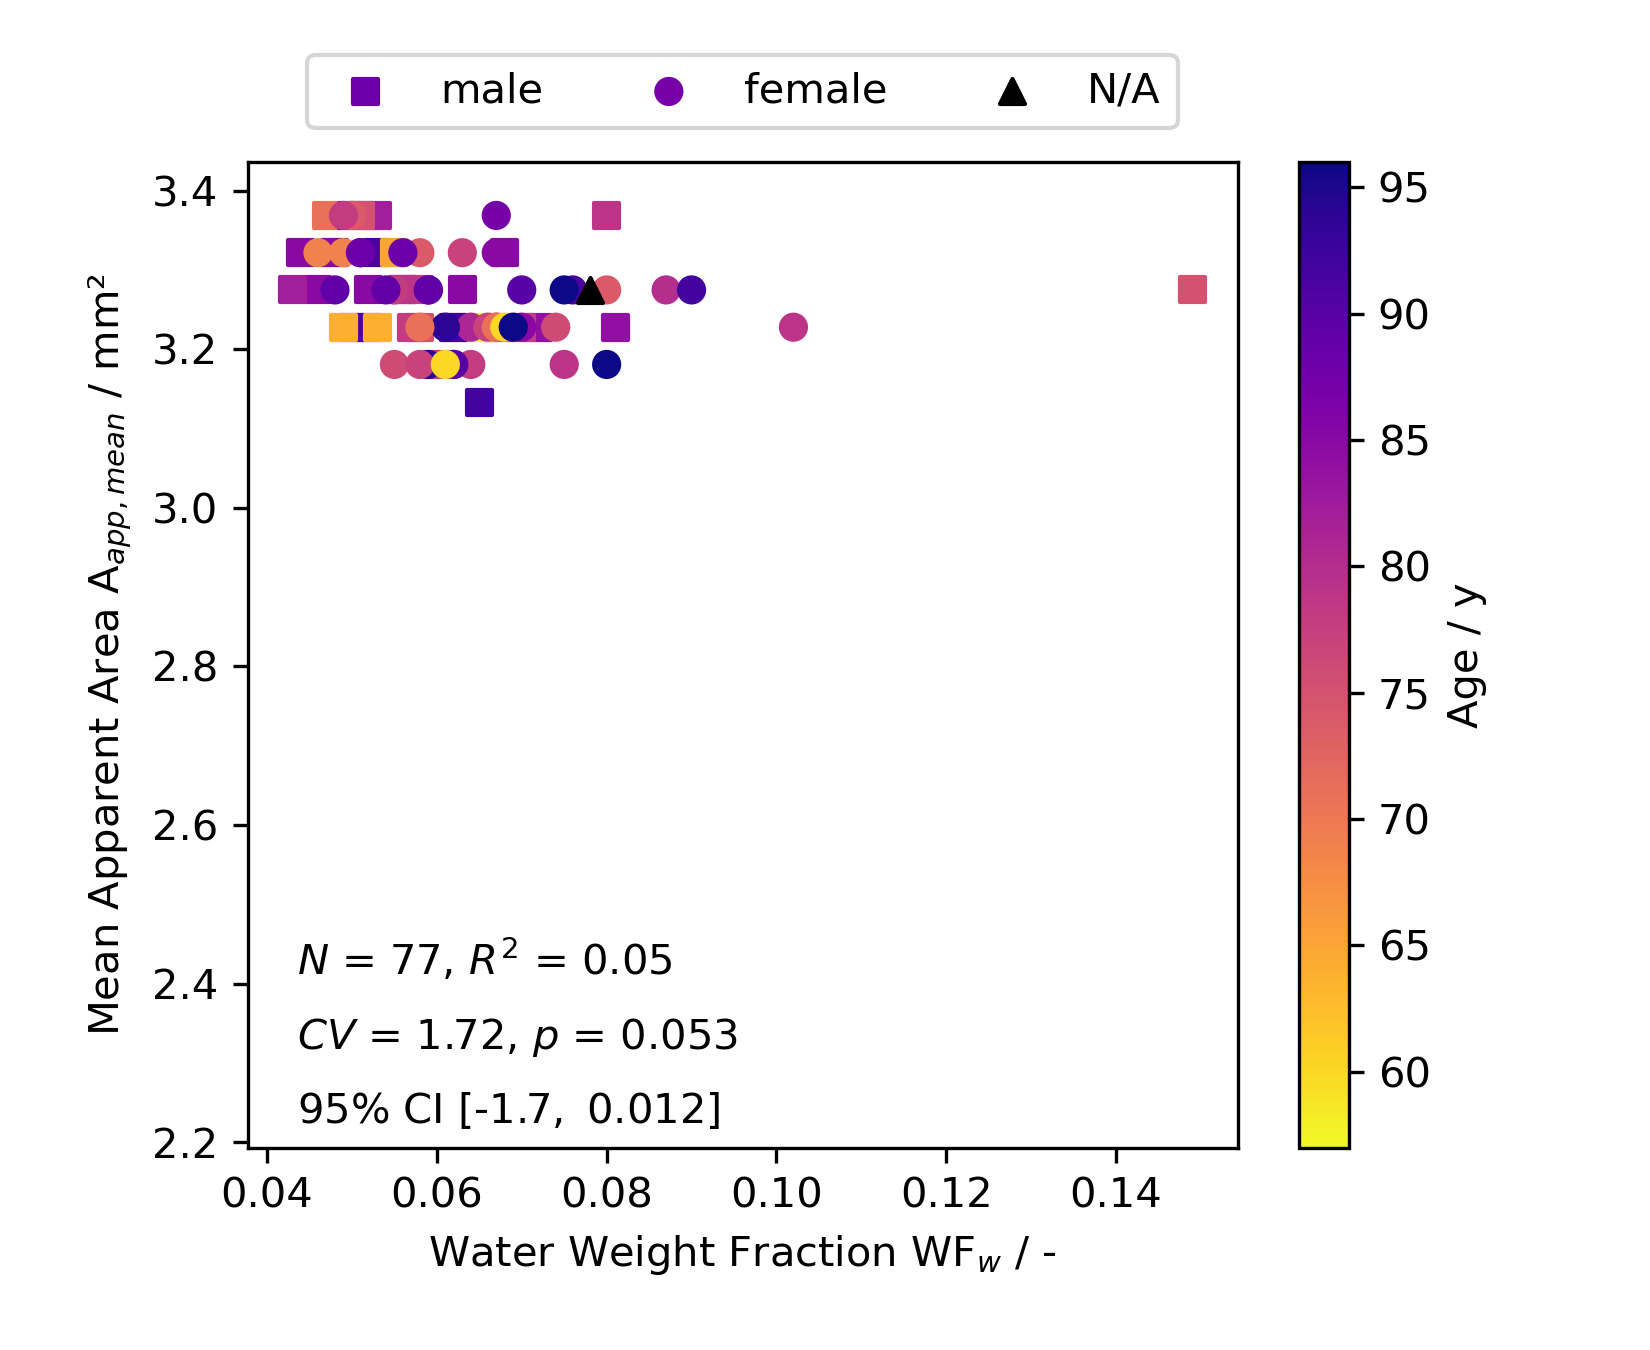 male female N/A
3.4
3.2
3.0
2.8
2.6
2.4
2.2
Mean Apparent Area A_app,mean / mm²
N = 77, R² = 0.05
CV = 1.72, p = 0.053
95% CI [-1.7, 0.012]
0.04 0.06 0.08 0.10 0.12 0.14
Water Weight Fraction WF_w / -
95
90
85
80
75
70
65
60
Age / y